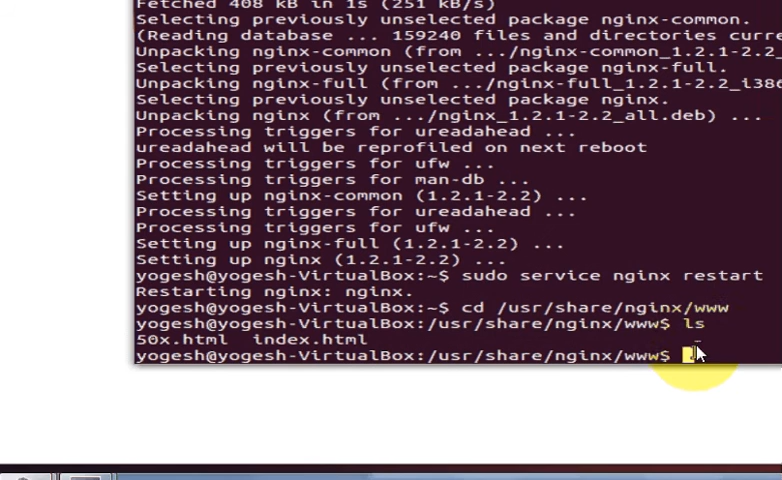 Fetched 408 kB in 1s (251 kB/s)
Selecting previously unselected package nginx-common.
(Reading database ... 159240 files and directories curre
Unpacking nginx-common (from .../nginx-common_1.2.1-2.2_
Selecting previously unselected package nginx-full.
Unpacking nginx-full (from .../nginx-full_1.2.1-2.2_i386
Selecting previously unselected package nginx.
Unpacking nginx (from .../nginx_1.2.1-2.2_all.deb) ...
Processing triggers for ureadahead ...
ureadahead will be reprofiled on next reboot
Processing triggers for ufw ...
Processing triggers for man-db ...
Setting up nginx-common (1.2.1-2.2) ...
Processing triggers for ureadahead ...
Processing triggers for ufw ...
Setting up nginx-full (1.2.1-2.2) ...
Setting up nginx (1.2.1-2.2) ...
yogesh@yogesh-VirtualBox:~$ sudo service nginx restart
Restarting nginx: nginx.
yogesh@yogesh-VirtualBox:~$ cd /usr/share/nginx/www
yogesh@yogesh-VirtualBox:/usr/share/nginx/www$ ls
50x.html  index.html
yogesh@yogesh-VirtualBox:/usr/share/nginx/www$